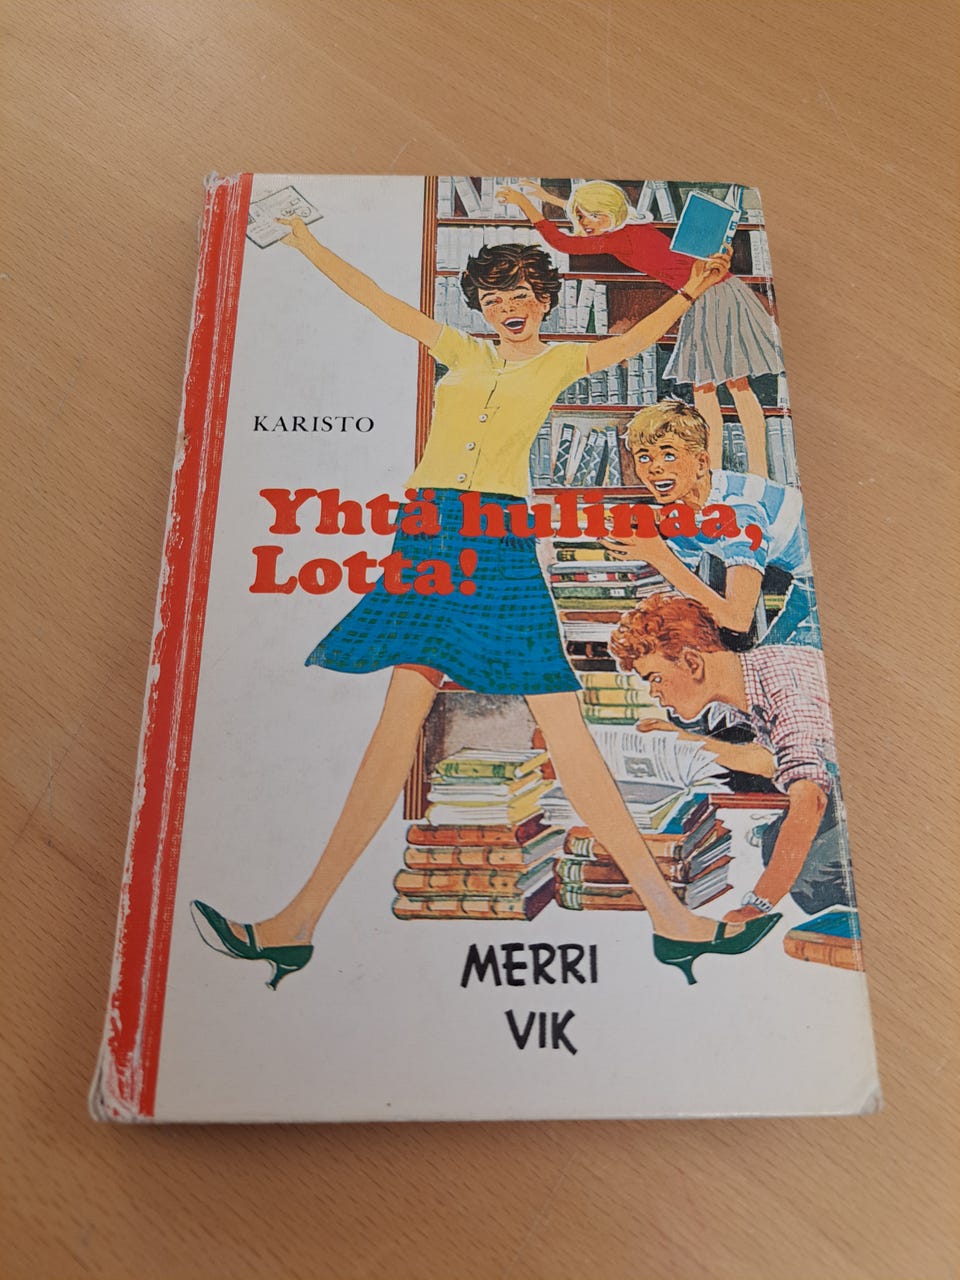 KARISTO
Yhtä hulinaa,
Lotta!
MERRI
VIK